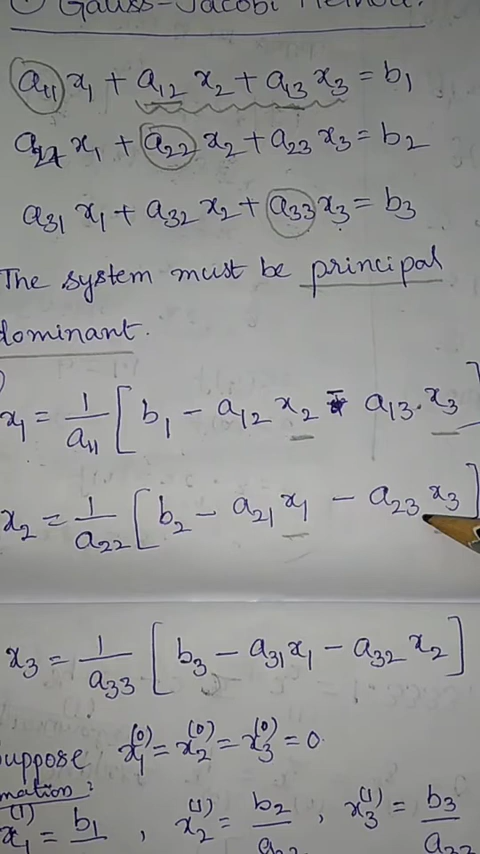 ① Gauss-Jacobi Method:
a₁₁ x₁ + a₁₂ x₂ + a₁₃ x₃ = b₁
a₂₁ x₁ + a₂₂ x₂ + a₂₃ x₃ = b₂
a₃₁ x₁ + a₃₂ x₂ + a₃₃ x₃ = b₃
The system must be principal
dominant.
x₁ = 1/a₁₁ [ b₁ - a₁₂ x₂ - a₁₃ . x₃ ]
x₂ = 1/a₂₂ [ b₂ - a₂₁ x₁ - a₂₃ x₃ ]
x₃ = 1/a₃₃ [ b₃ - a₃₁ x₁ - a₃₂ x₂ ]
uppose x₁⁽⁰⁾ = x₂⁽⁰⁾ = x₃⁽⁰⁾ = 0
mation:
x₁⁽¹⁾ = b₁ , x₂⁽¹⁾ = b₂/a₂₂ , x₃⁽¹⁾ = b₃